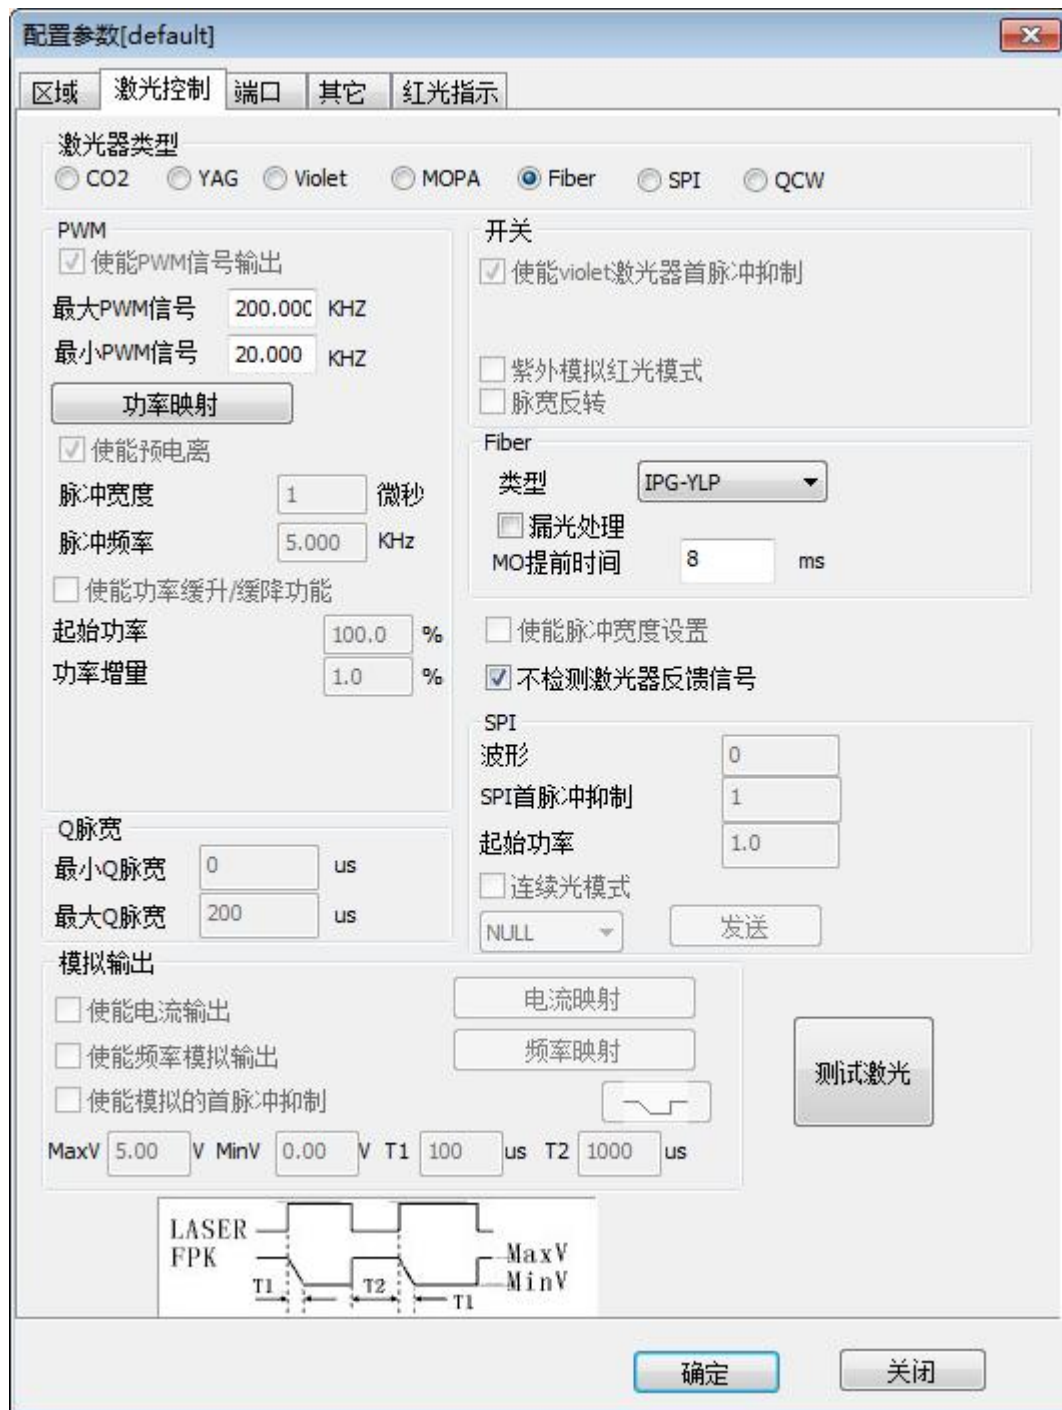 配置参数[default]
区域 激光控制 端口 其它 红光指示
激光器类型
CO2 YAG Violet MOPA Fiber SPI QCW
PWM
使能PWM信号输出
最大PWM信号 200.000 KHZ
最小PWM信号 20.000 KHZ
功率映射
使能预电离
脉冲宽度 1 微秒
脉冲频率 5.000 KHz
使能功率缓升/缓降功能
起始功率 100.0 %
功率增量 1.0 %
开关
使能violet激光器首脉冲抑制
紫外模拟红光模式
脉宽反转
Fiber
类型 IPG-YLP
漏光处理
MO提前时间 8 ms
使能脉冲宽度设置
不检测激光器反馈信号
Q脉宽
最小Q脉宽 0 us
最大Q脉宽 200 us
SPI
波形 0
SPI首脉冲抑制 1
起始功率 1.0
连续光模式
NULL 发送
模拟输出
使能电流输出 电流映射
使能频率模拟输出 频率映射
使能模拟的首脉冲抑制
MaxV 5.00 V MinV 0.00 V T1 100 us T2 1000 us
测试激光
LASER
FPK MaxV
T1 T2 MinV
T1
确定 关闭